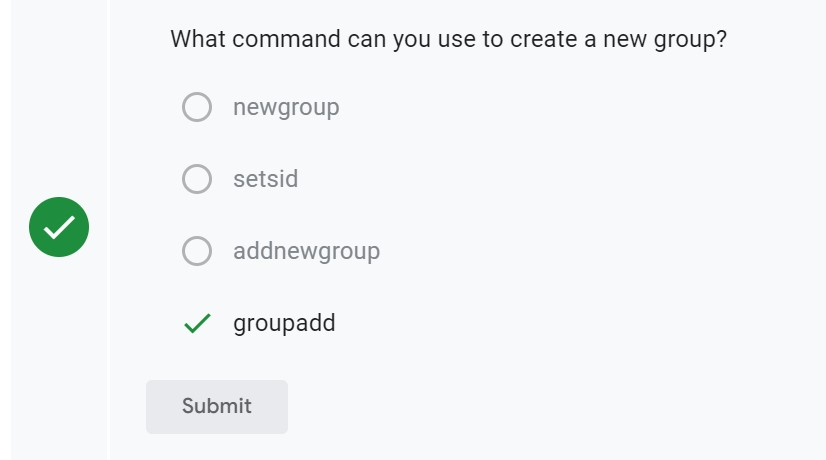 What command can you use to create a new group?
newgroup
setsid
addnewgroup
groupadd
Submit